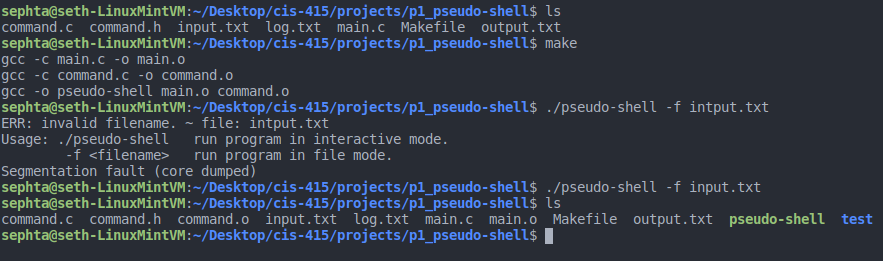 sephta@seth-LinuxMintVM:~/Desktop/cis-415/projects/p1_pseudo-shell$ ls
command.c  command.h  input.txt  log.txt  main.c  Makefile  output.txt
sephta@seth-LinuxMintVM:~/Desktop/cis-415/projects/p1_pseudo-shell$ make
gcc -c main.c -o main.o
gcc -c command.c -o command.o
gcc -o pseudo-shell main.o command.o
sephta@seth-LinuxMintVM:~/Desktop/cis-415/projects/p1_pseudo-shell$ ./pseudo-shell -f intput.txt
ERR: invalid filename. ~ file: intput.txt
Usage: ./pseudo-shell   run program in interactive mode.
        -f <filename>   run program in file mode.
Segmentation fault (core dumped)
sephta@seth-LinuxMintVM:~/Desktop/cis-415/projects/p1_pseudo-shell$ ./pseudo-shell -f input.txt
sephta@seth-LinuxMintVM:~/Desktop/cis-415/projects/p1_pseudo-shell$ ls
command.c  command.h  command.o  input.txt  log.txt  main.c  main.o  Makefile  output.txt  pseudo-shell  test
sephta@seth-LinuxMintVM:~/Desktop/cis-415/projects/p1_pseudo-shell$